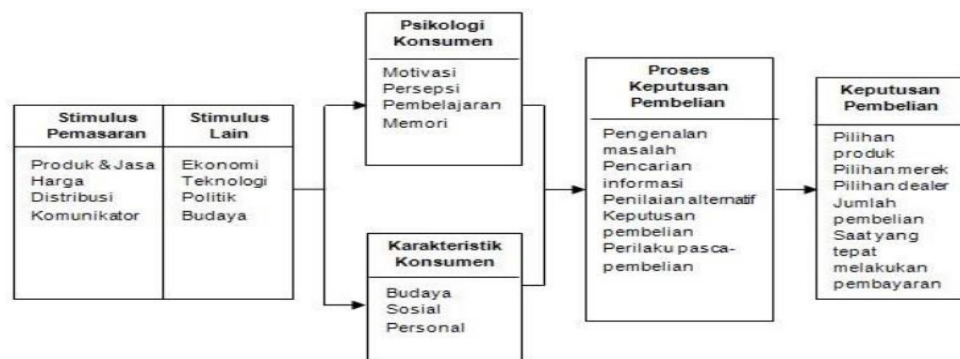 Stimulus
Pemasaran
Produk & Jasa
Harga
Distribusi
Komunikator
Stimulus
Lain
Ekonomi
Teknologi
Politik
Budaya
Psikologi
Konsumen
Motivasi
Persepsi
Pembelajaran
Memori
Karakteristik
Konsumen
Budaya
Sosial
Personal
Proses
Keputusan
Pembelian
Pengenalan
masalah
Pencarian
informasi
Penilaian alternatif
Keputusan
pembelian
Perilaku pasca-
pembelian
Keputusan
Pembelian
Pilihan
produk
Pilihan merek
Pilihan dealer
Jumlah
pembelian
Saat yang
tepat
melakukan
pembayaran